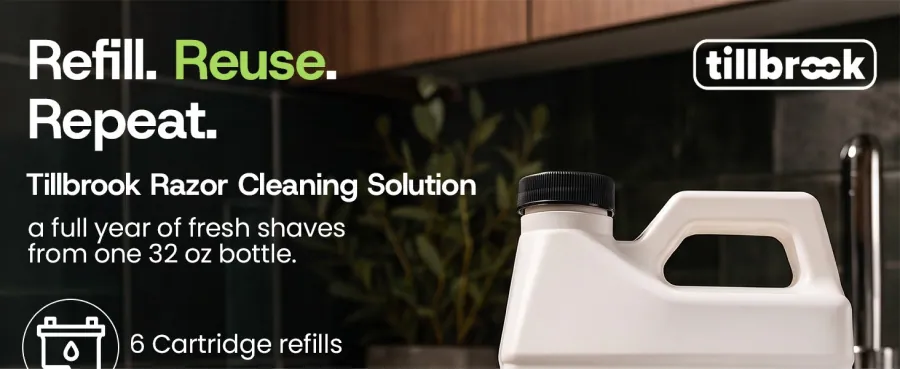 Refill. Reuse.
Repeat.
tillbrook
Tillbrook Razor Cleaning Solution
a full year of fresh shaves
from one 32 oz bottle.
6 Cartridge refills